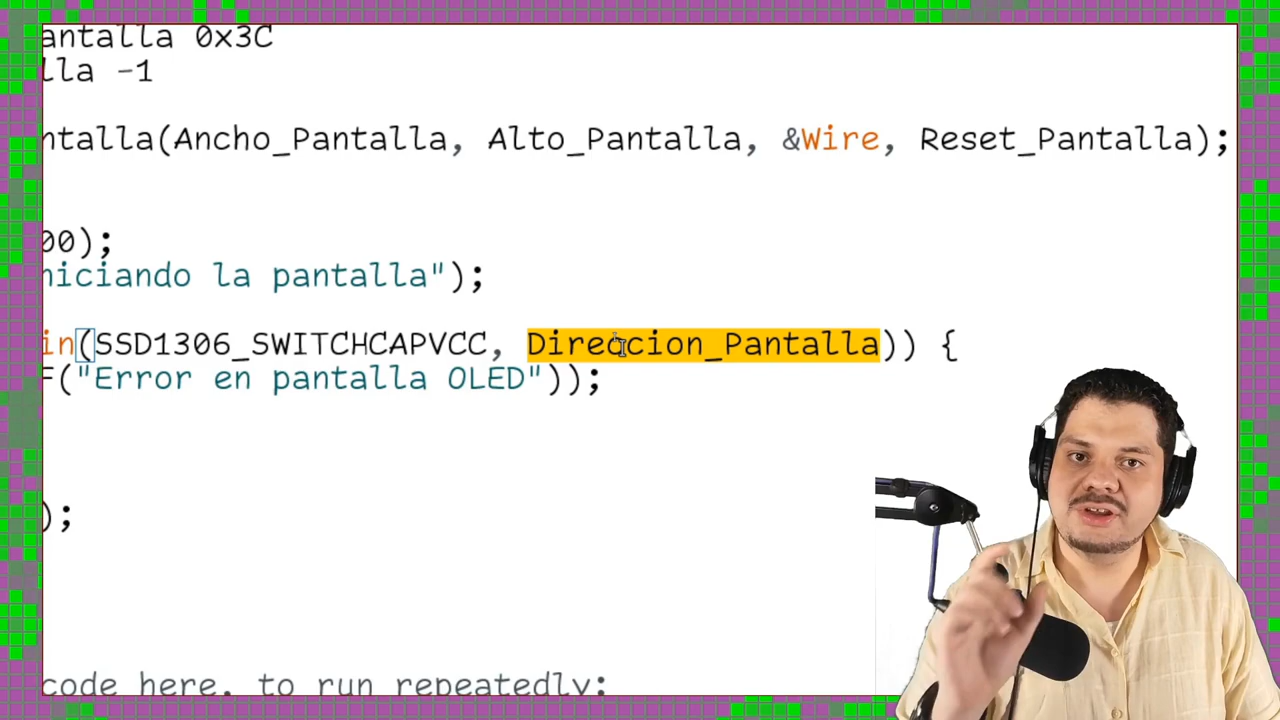 antalla 0x3C
lla -1
ntalla(Ancho_Pantalla, Alto_Pantalla, &Wire, Reset_Pantalla);
00);
niciando la pantalla");
in(SSD1306_SWITCHCAPVCC, Direccion_Pantalla)) {
F("Error en pantalla OLED"));
);
code here, to run repeatedly: